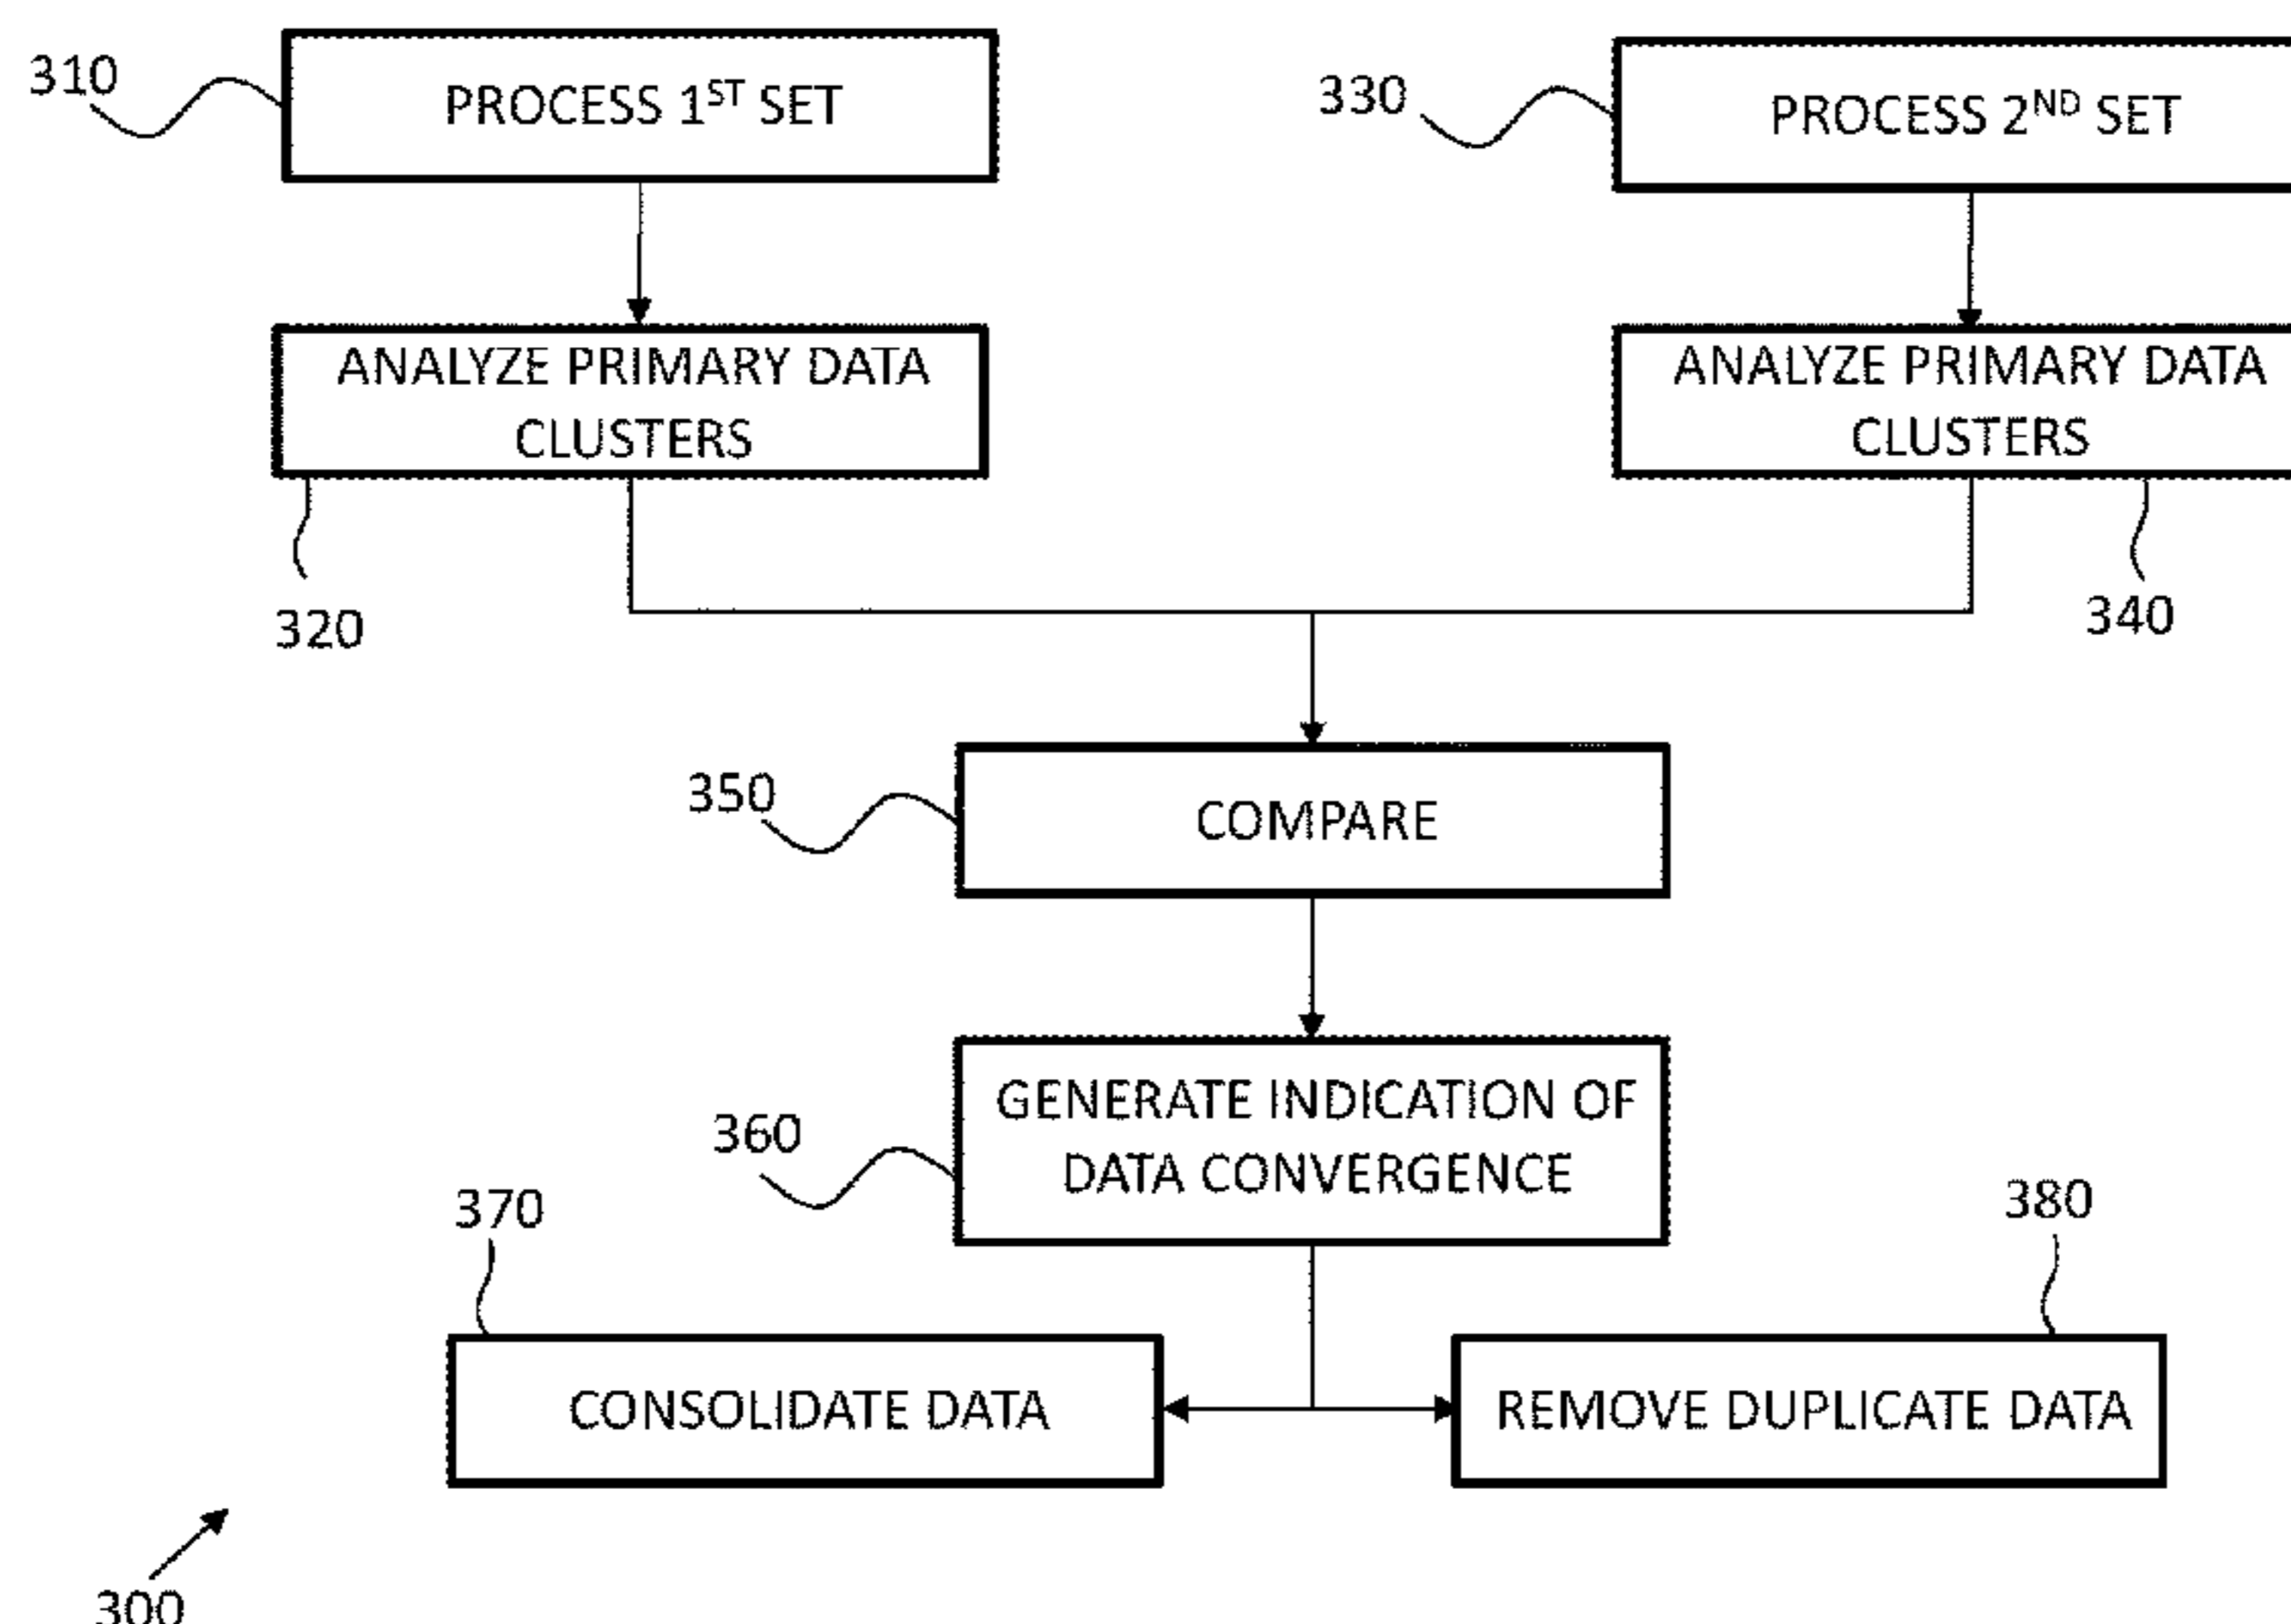 310
PROCESS 1ST SET
330
PROCESS 2ND SET
ANALYZE PRIMARY DATA
CLUSTERS
ANALYZE PRIMARY DATA
CLUSTERS
320
340
350
COMPARE
360
GENERATE INDICATION OF
DATA CONVERGENCE
370
380
CONSOLIDATE DATA
REMOVE DUPLICATE DATA
300